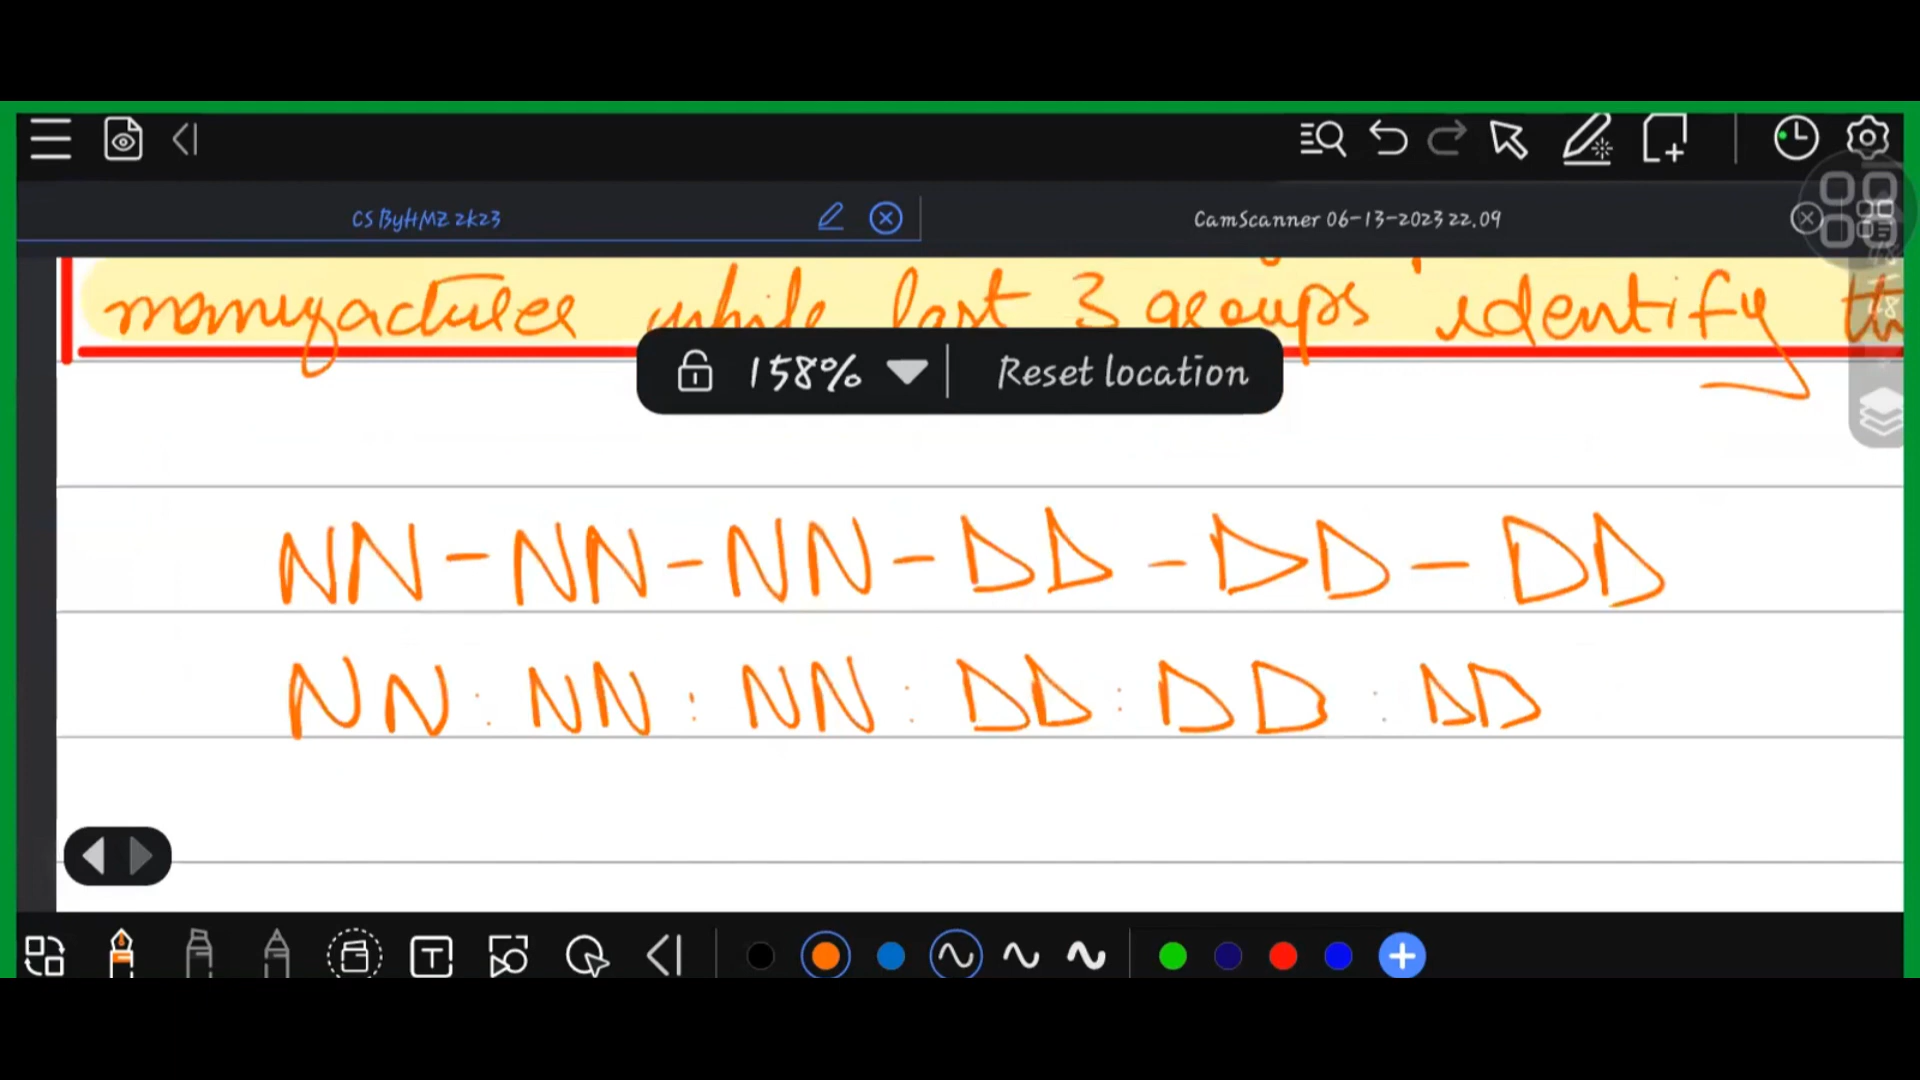 CS ByHMZ 2k23
CamScanner 06-13-2023 22.09
manufacturer while last 3 groups identify th
158% Reset location
NN-NN-NN-DD-DD-DD
NN:NN:NN:DD:DD:DD